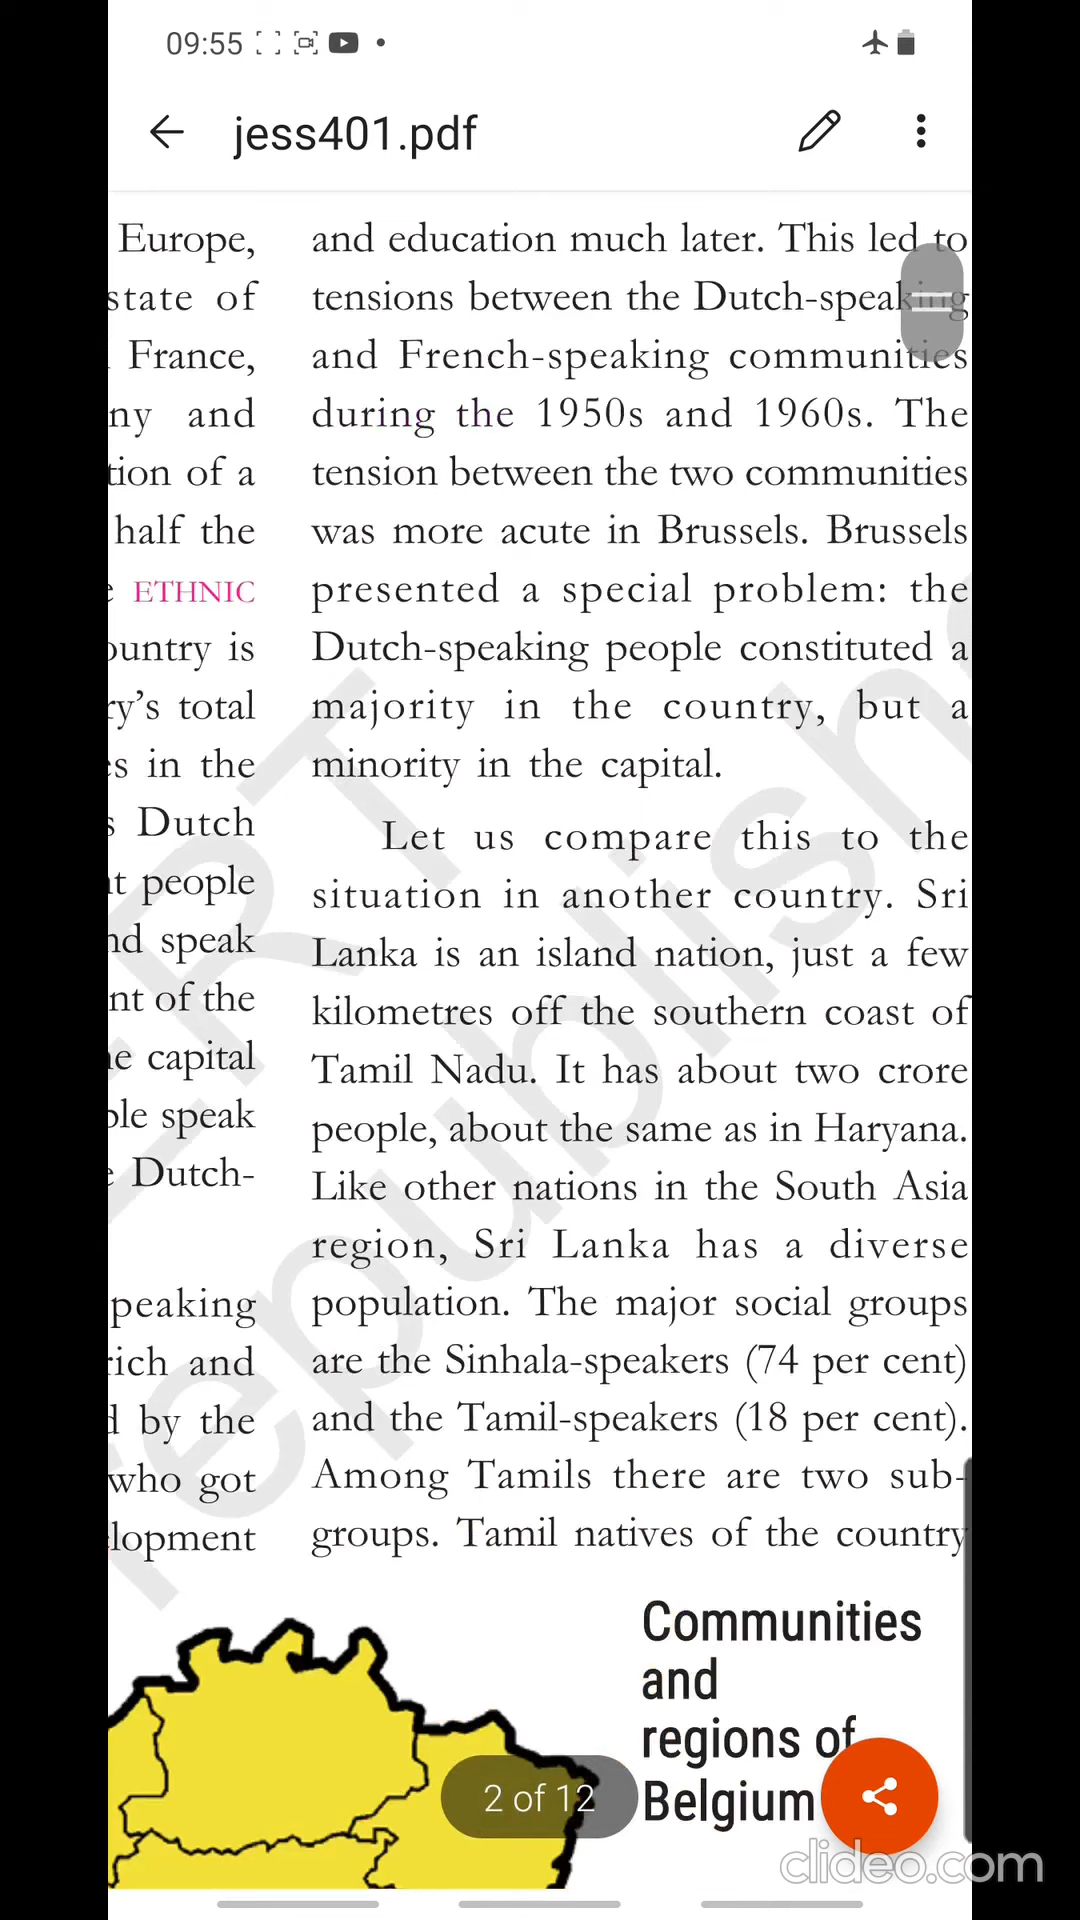 09:55
jess401.pdf
Europe,
state of
France,
and
tion of a
half the
ETHNIC
ountry is
ry's total
es in the
s Dutch
people
nd speak
nt of the
capital
ple speak
Dutch-
peaking
rich and
d by the
who got
elopment
and education much later. This led to
tensions between the Dutch-speaking
and French-speaking communities
during the 1950s and 1960s. The
tension between the two communities
was more acute in Brussels. Brussels
presented a special problem: the
Dutch-speaking people constituted a
majority in the country, but a
minority in the capital.
Let us compare this to the
situation in another country. Sri
Lanka is an island nation, just a few
kilometres off the southern coast of
Tamil Nadu. It has about two crore
people, about the same as in Haryana.
Like other nations in the South Asia
region, Sri Lanka has a diverse
population. The major social groups
are the Sinhala-speakers (74 per cent)
and the Tamil-speakers (18 per cent).
Among Tamils there are two sub-
groups. Tamil natives of the country
Communities
and
regions of
Belgium
2 of 12
clideo.com